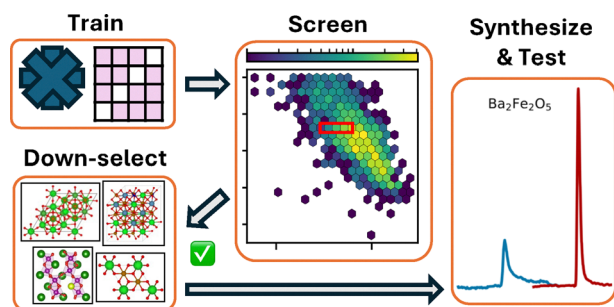 Train
Screen
Synthesize
& Test
Ba₂Fe₂O₅
Down-select